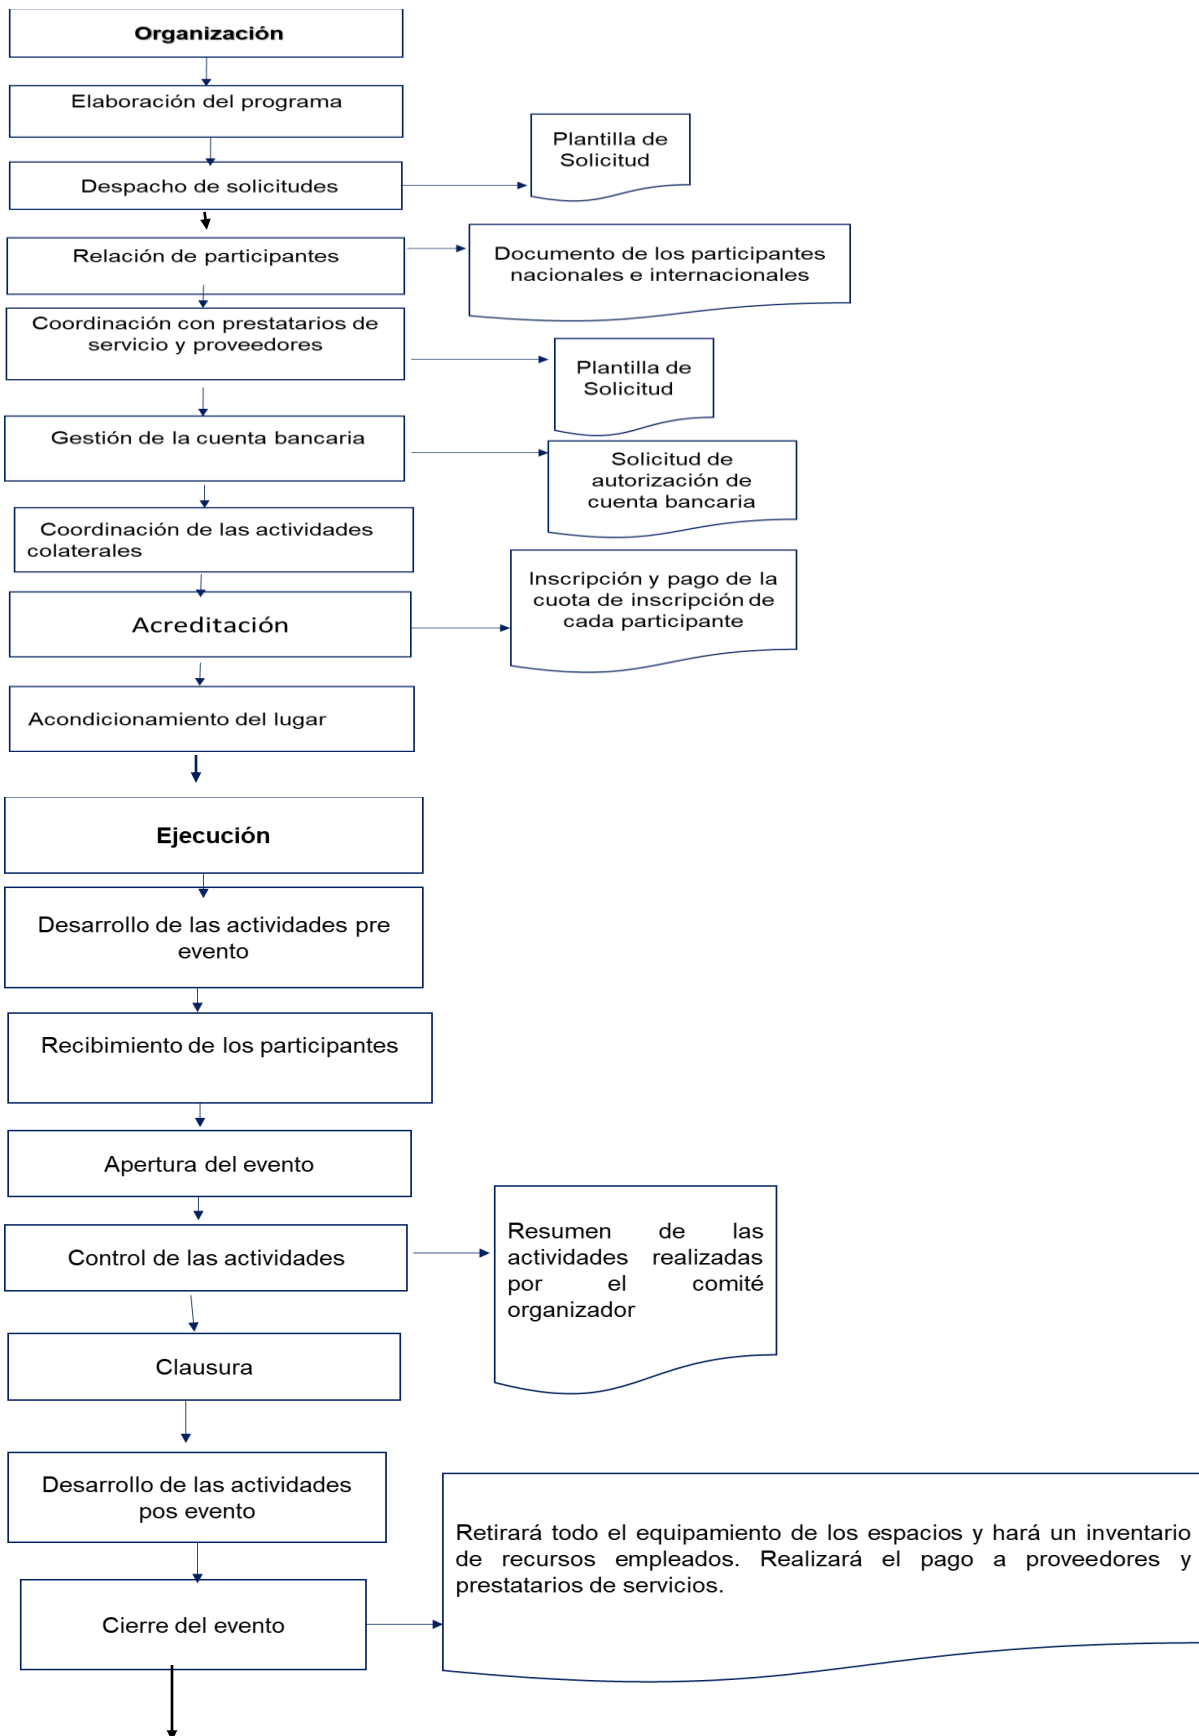 Organización
Elaboración del programa
Despacho de solicitudes
Plantilla de
Solicitud
Relación de participantes
Documento de los participantes
nacionales e internacionales
Coordinación con prestatarios de
servicio y proveedores
Plantilla de
Solicitud
Gestión de la cuenta bancaria
Solicitud de
autorización de
cuenta bancaria
Coordinación de las actividades
colaterales
Acreditación
Inscripción y pago de la
cuota de inscripción de
cada participante
Acondicionamiento del lugar
Ejecución
Desarrollo de las actividades pre
evento
Recibimiento de los participantes
Apertura del evento
Control de las actividades
Resumen de las
actividades realizadas
por el comité
organizador
Clausura
Desarrollo de las actividades
pos evento
Cierre del evento
Retirará todo el equipamiento de los espacios y hará un inventario
de recursos empleados. Realizará el pago a proveedores y
prestatarios de servicios.